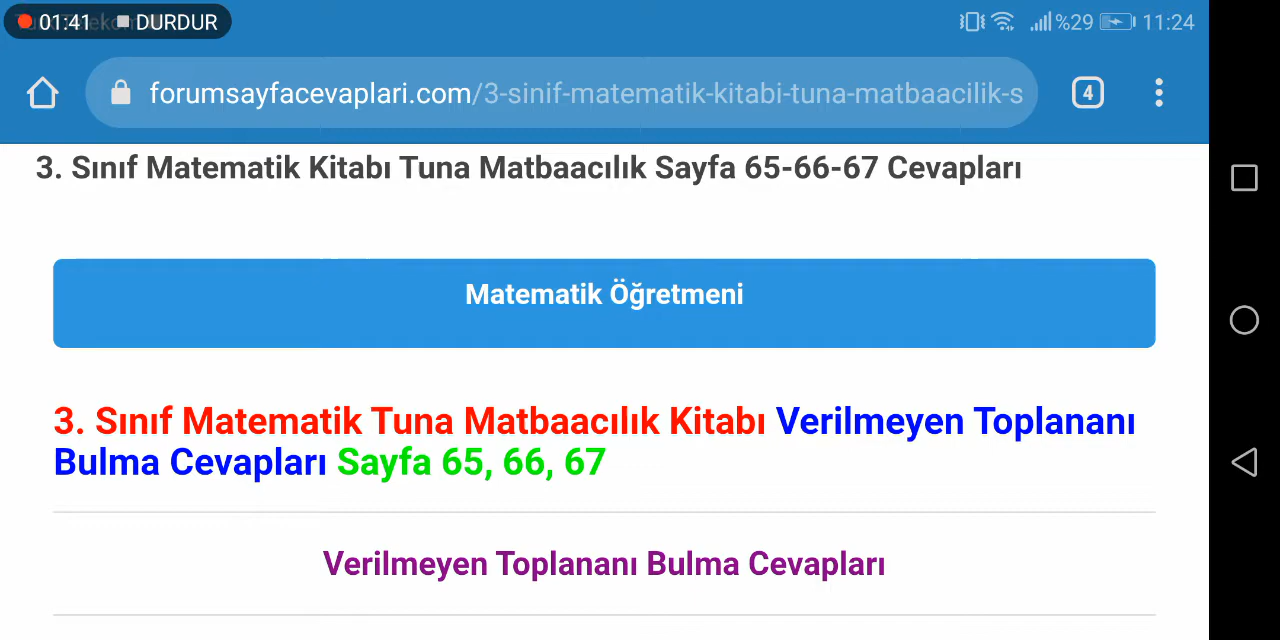 01:41 DURDUR %29 11:24
forumsayfacevaplari.com/3-sinif-matematik-kitabi-tuna-matbaacilik-s 4
3. Sınıf Matematik Kitabı Tuna Matbaacılık Sayfa 65-66-67 Cevapları
Matematik Öğretmeni
3. Sınıf Matematik Tuna Matbaacılık Kitabı Verilmeyen Toplananı
Bulma Cevapları Sayfa 65, 66, 67
Verilmeyen Toplananı Bulma Cevapları